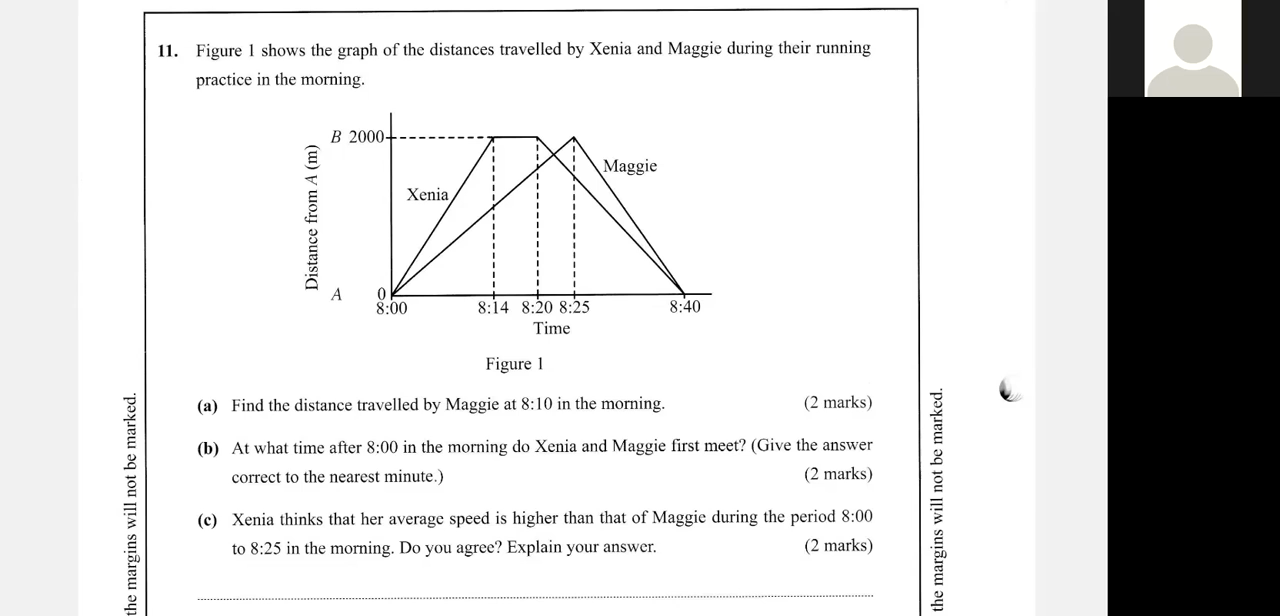 11. Figure 1 shows the graph of the distances travelled by Xenia and Maggie during their running
practice in the morning.
B 2000
Distance from A (m)
Maggie
Xenia
A 0
8:00 8:14 8:20 8:25 8:40
Time
Figure 1
(a) Find the distance travelled by Maggie at 8:10 in the morning. (2 marks)
(b) At what time after 8:00 in the morning do Xenia and Maggie first meet? (Give the answer
correct to the nearest minute.) (2 marks)
(c) Xenia thinks that her average speed is higher than that of Maggie during the period 8:00
to 8:25 in the morning. Do you agree? Explain your answer. (2 marks)
the margins will not be marked.
the margins will not be marked.